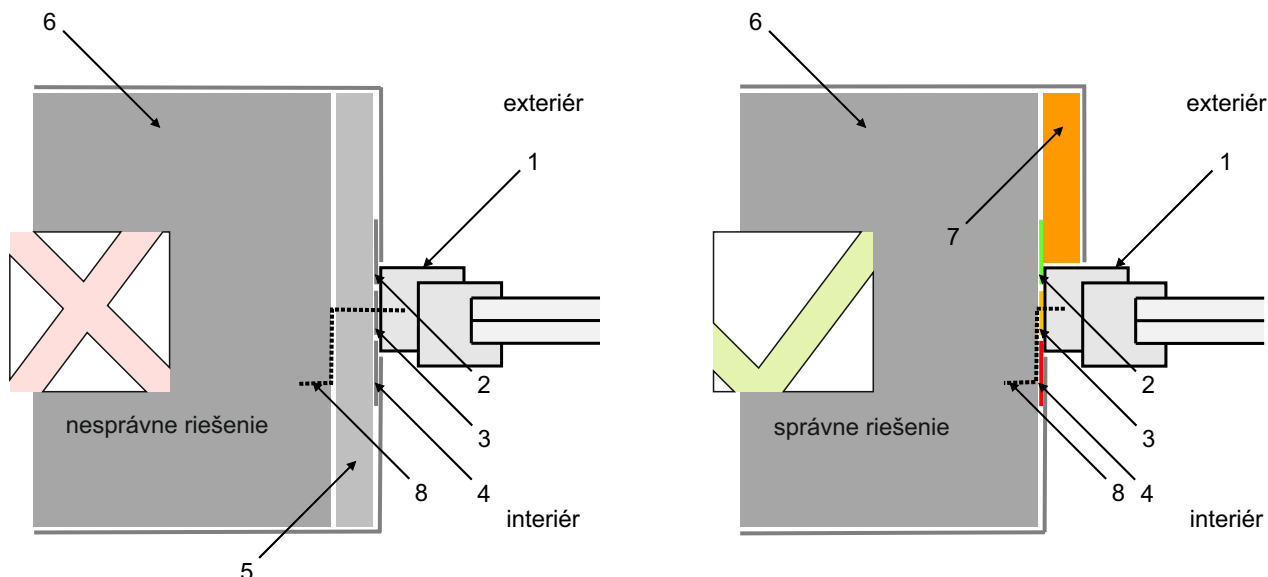 6
exteriér
1
nesprávne riešenie
2
3
8
4
interiér
5
6
exteriér
1
7
správne riešenie
2
3
8
4
interiér